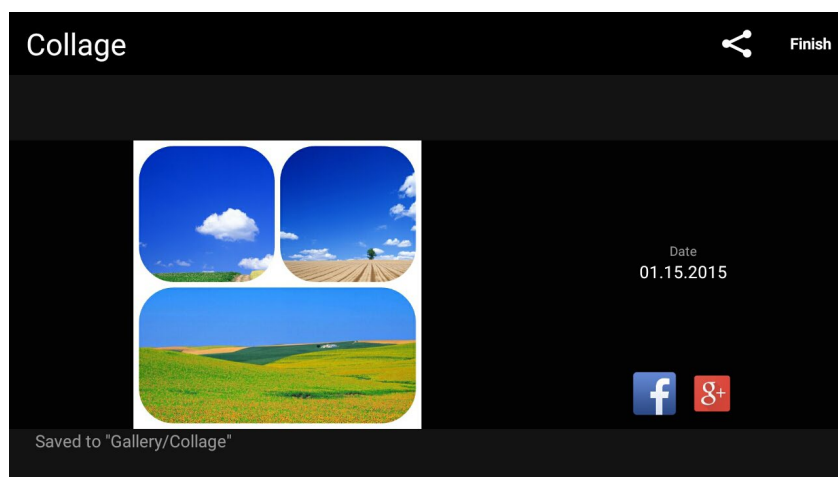 Collage
Finish
Date
01.15.2015
f
g+
Saved to "Gallery/Collage"